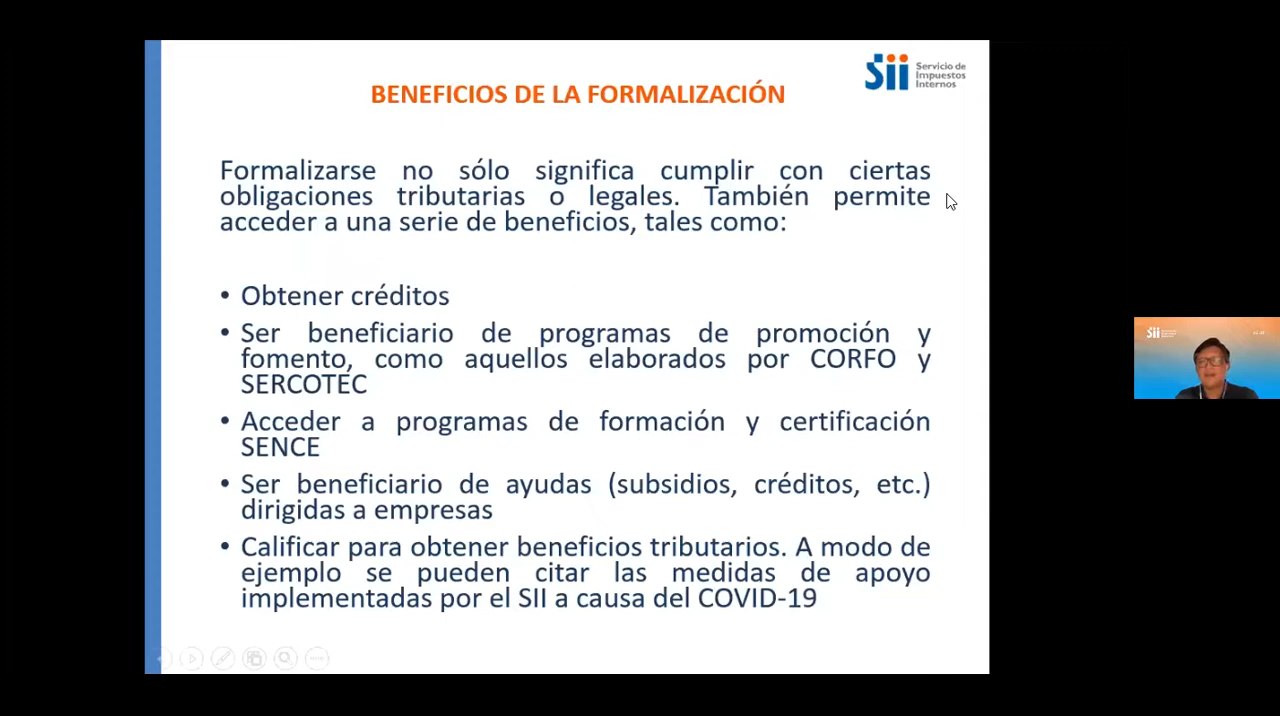 Sii Servicio de
Impuestos
Internos
BENEFICIOS DE LA FORMALIZACIÓN
Formalizarse no sólo significa cumplir con ciertas
obligaciones tributarias o legales. También permite
acceder a una serie de beneficios, tales como:
• Obtener créditos
• Ser beneficiario de programas de promoción y
fomento, como aquellos elaborados por CORFO y
SERCOTEC
• Acceder a programas de formación y certificación
SENCE
• Ser beneficiario de ayudas (subsidios, créditos, etc.)
dirigidas a empresas
• Calificar para obtener beneficios tributarios. A modo de
ejemplo se pueden citar las medidas de apoyo
implementadas por el SII a causa del COVID-19
Sii